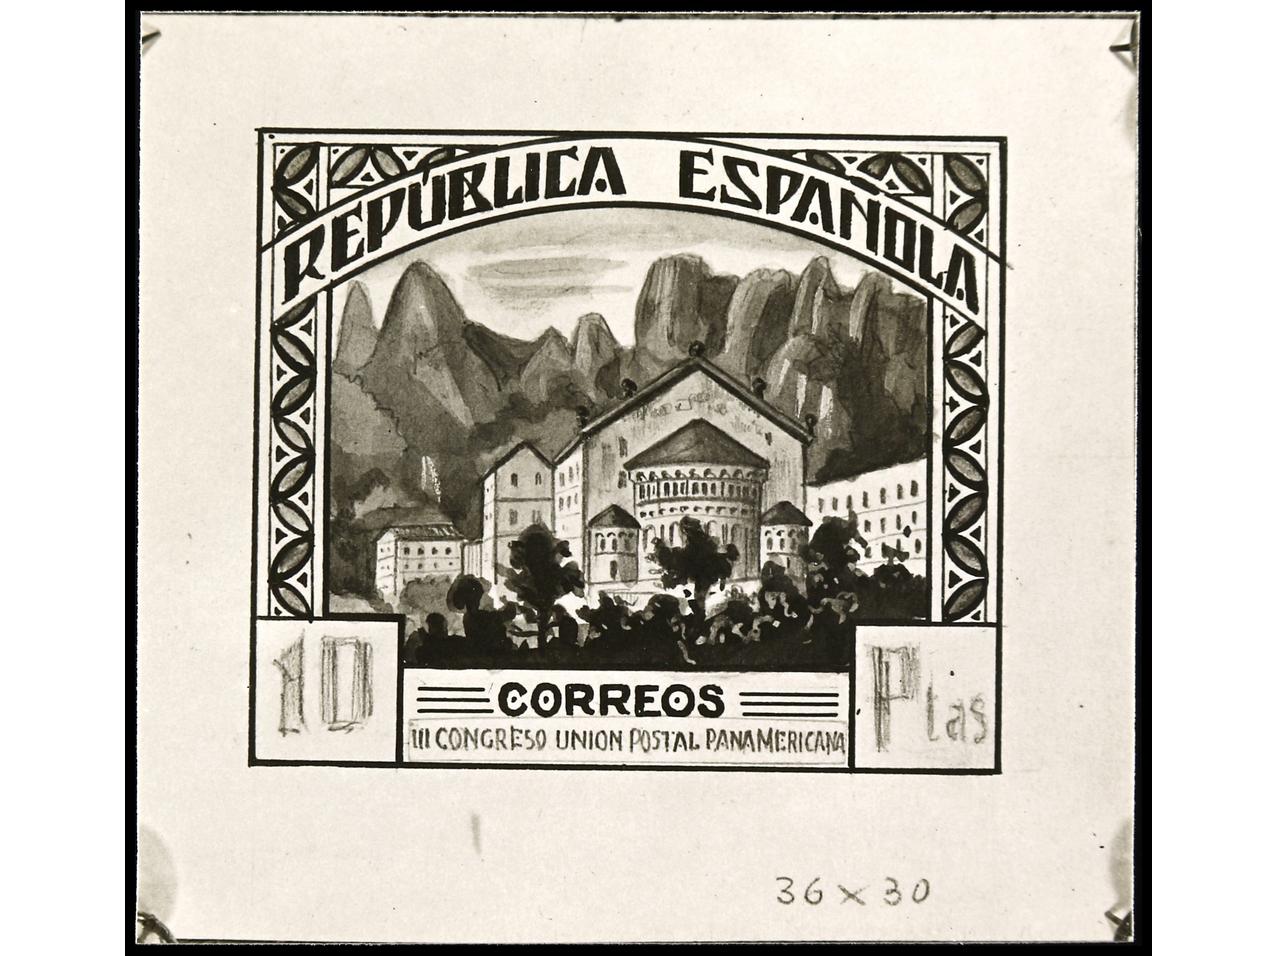 REPÚBLICA ESPAÑOLA
10
CORREOS
Ptas
III CONGRESO UNION POSTAL PANAMERICANA
36 x 30